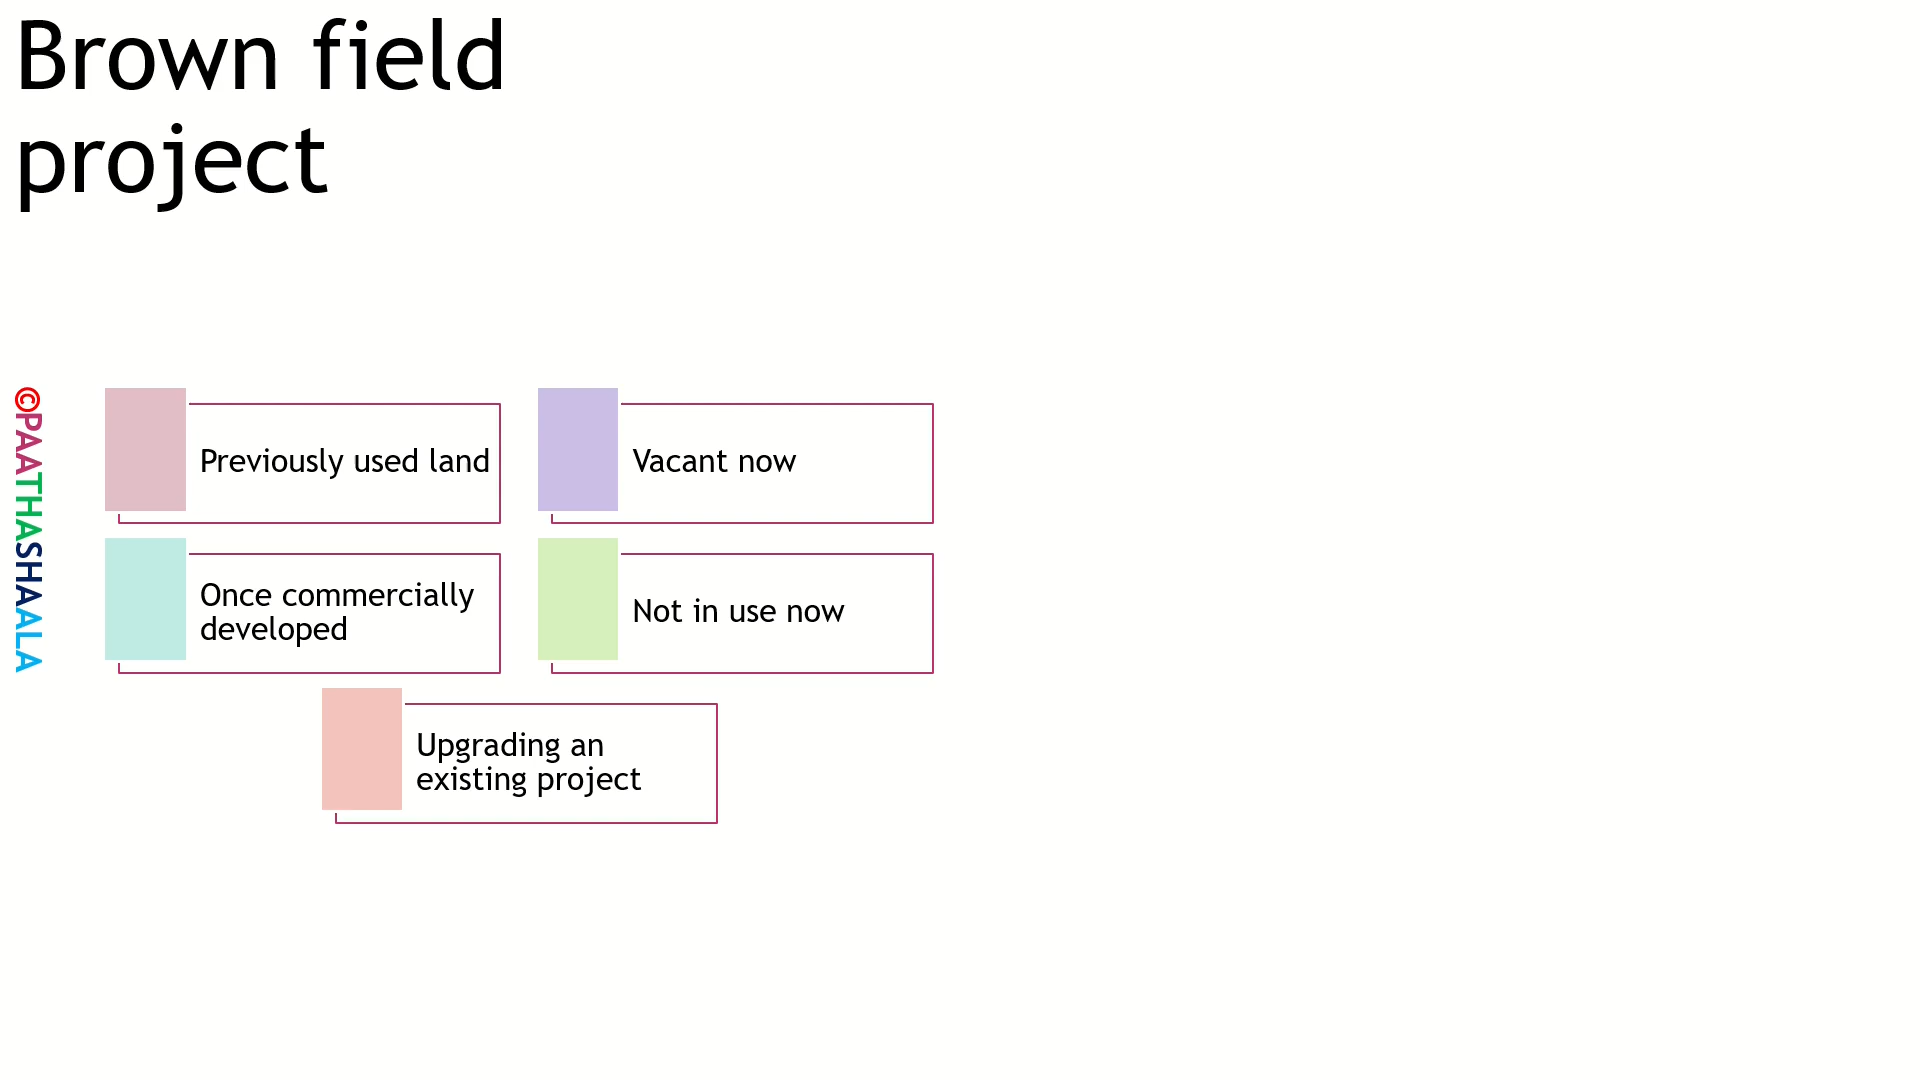 Brown field
project
©PAATHASHAALA
Previously used land
Vacant now
Once commercially
developed
Not in use now
Upgrading an
existing project